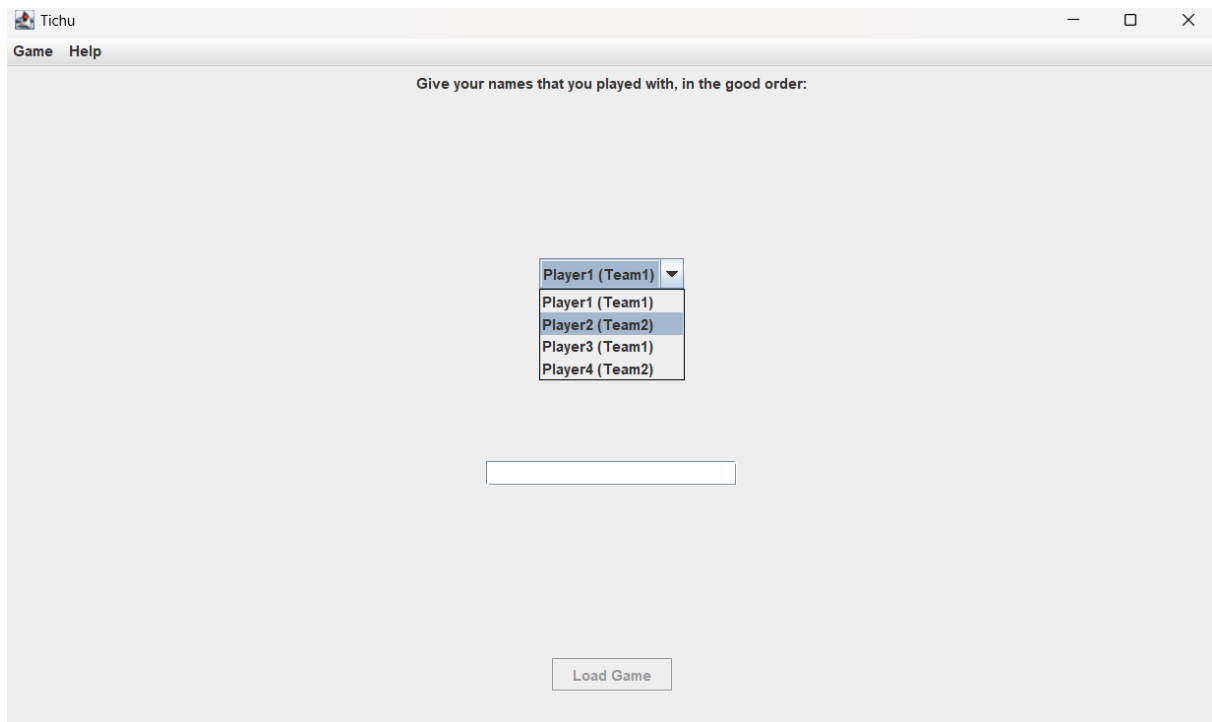 Tichu
Game Help
Give your names that you played with, in the good order:
Player1 (Team1)
Player1 (Team1)
Player2 (Team2)
Player3 (Team1)
Player4 (Team2)
Load Game